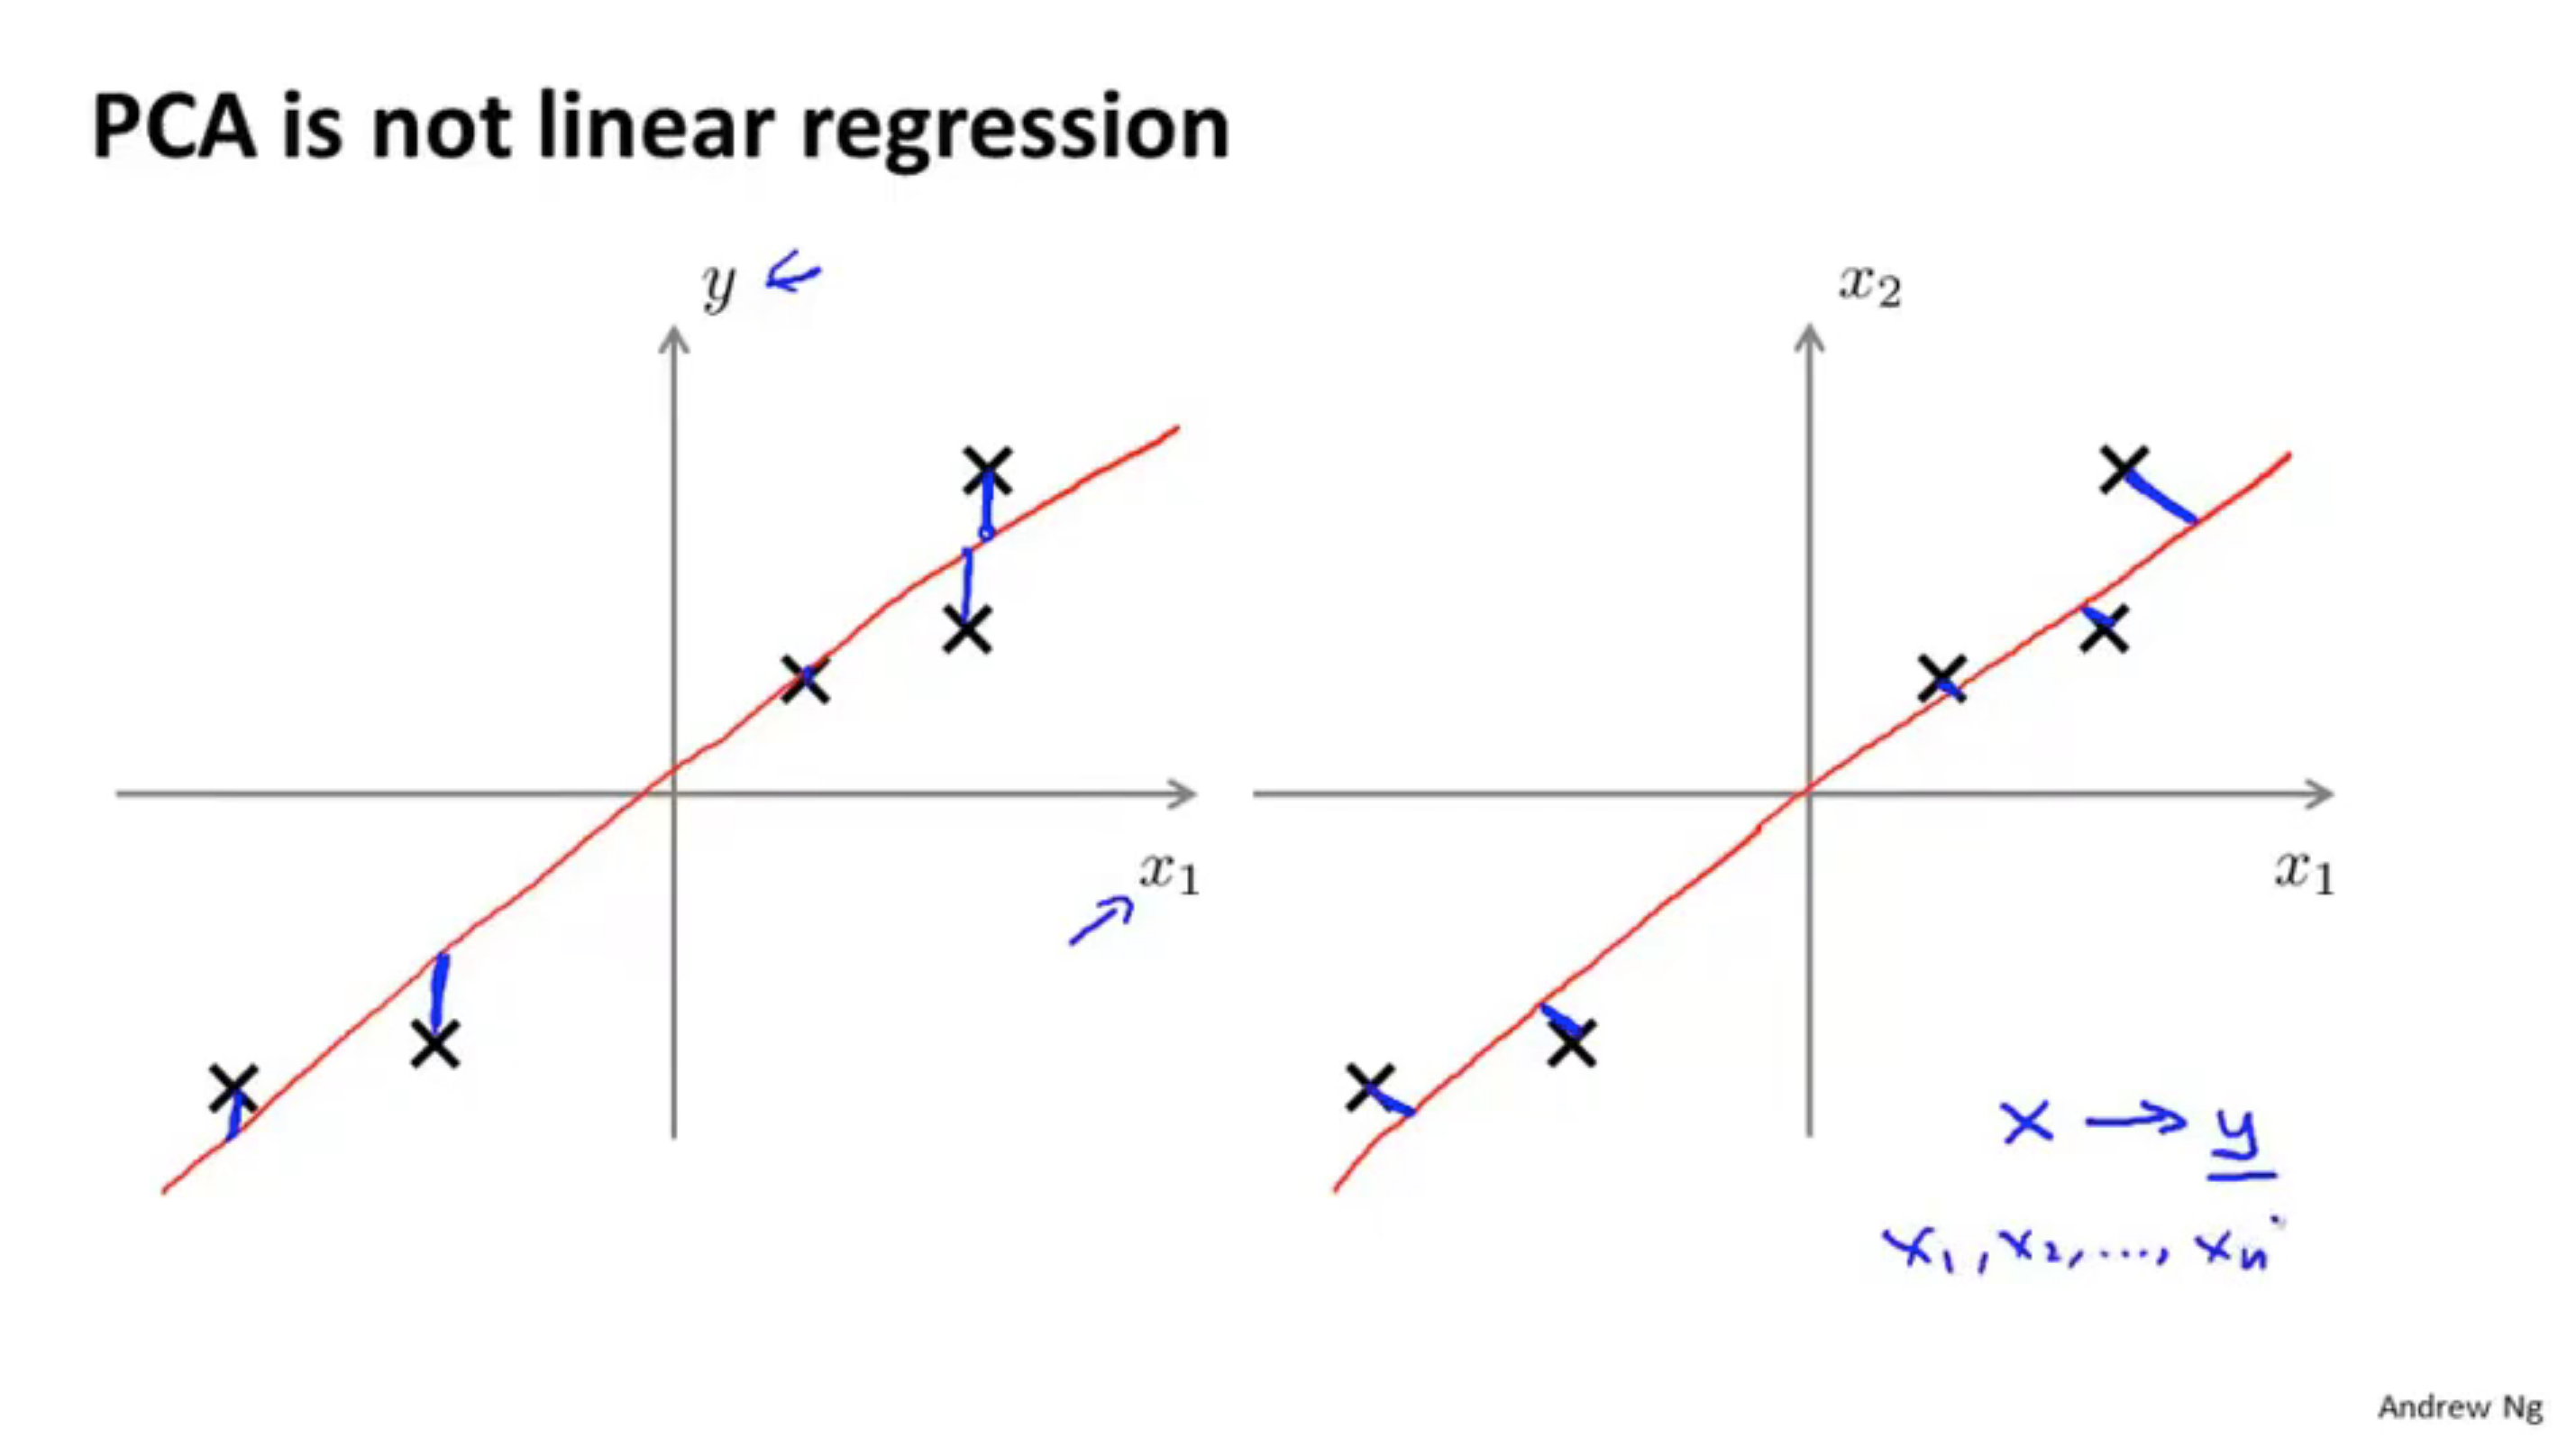 PCA is not linear regression
y ←
x₂
x₁
x₁
x → y
x₁, x₂, ..., xₙ
Andrew Ng